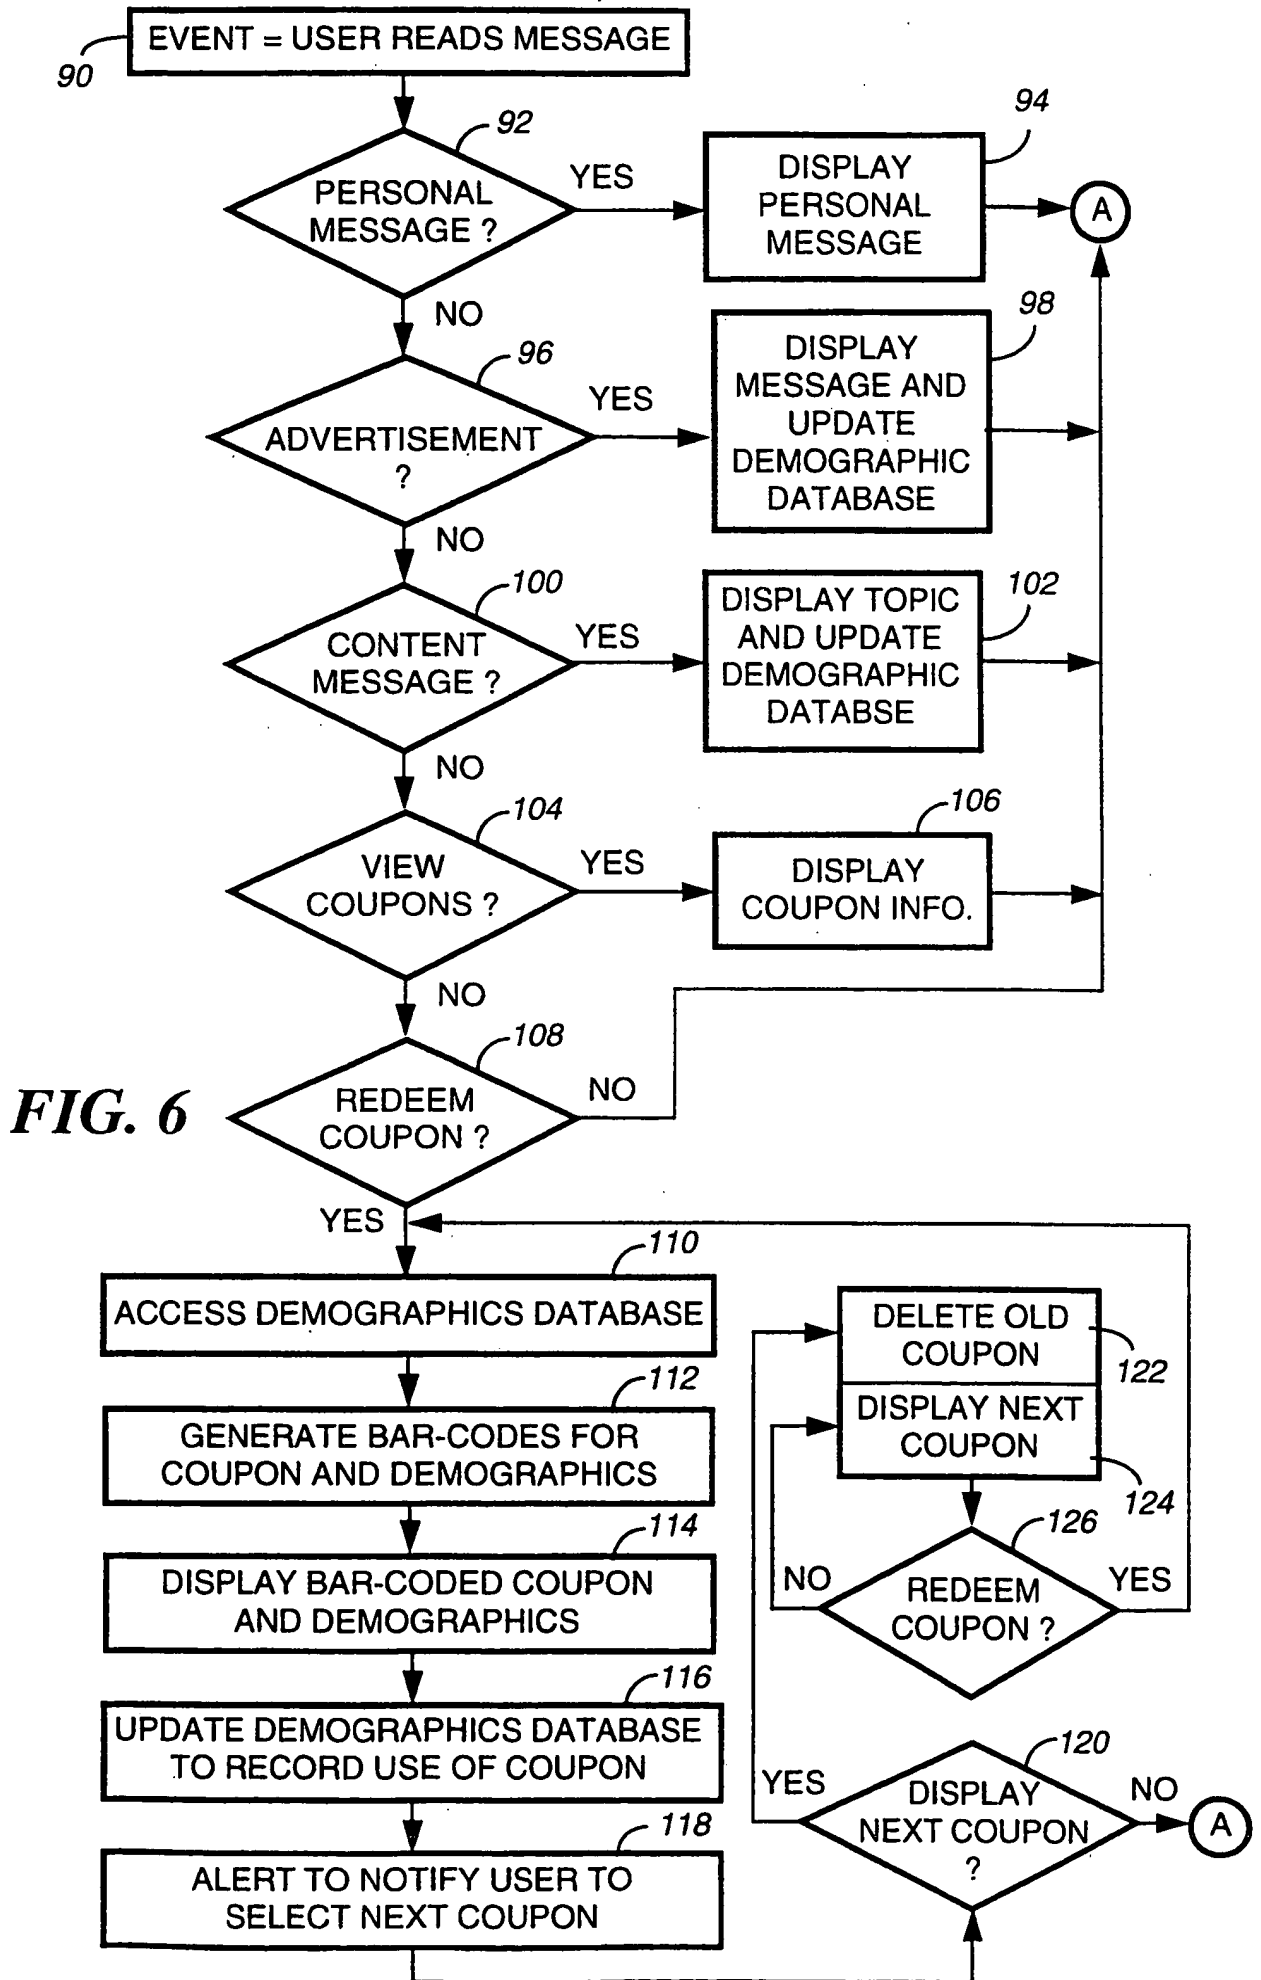 EVENT = USER READS MESSAGE
90
92
PERSONAL
MESSAGE ?
YES
94
DISPLAY
PERSONAL
MESSAGE
A
NO
96
ADVERTISEMENT
?
YES
98
DISPLAY
MESSAGE AND
UPDATE
DEMOGRAPHIC
DATABASE
NO
100
CONTENT
MESSAGE ?
YES
102
DISPLAY TOPIC
AND UPDATE
DEMOGRAPHIC
DATABSE
NO
104
VIEW
COUPONS ?
YES
106
DISPLAY
COUPON INFO.
NO
108
REDEEM
COUPON ?
NO
FIG. 6
YES
110
ACCESS DEMOGRAPHICS DATABASE
112
GENERATE BAR-CODES FOR
COUPON AND DEMOGRAPHICS
114
DISPLAY BAR-CODED COUPON
AND DEMOGRAPHICS
116
UPDATE DEMOGRAPHICS DATABASE
TO RECORD USE OF COUPON
118
ALERT TO NOTIFY USER TO
SELECT NEXT COUPON
DELETE OLD
COUPON
122
DISPLAY NEXT
COUPON
124
126
NO
REDEEM
COUPON ?
YES
120
YES
DISPLAY
NEXT COUPON
?
NO
A